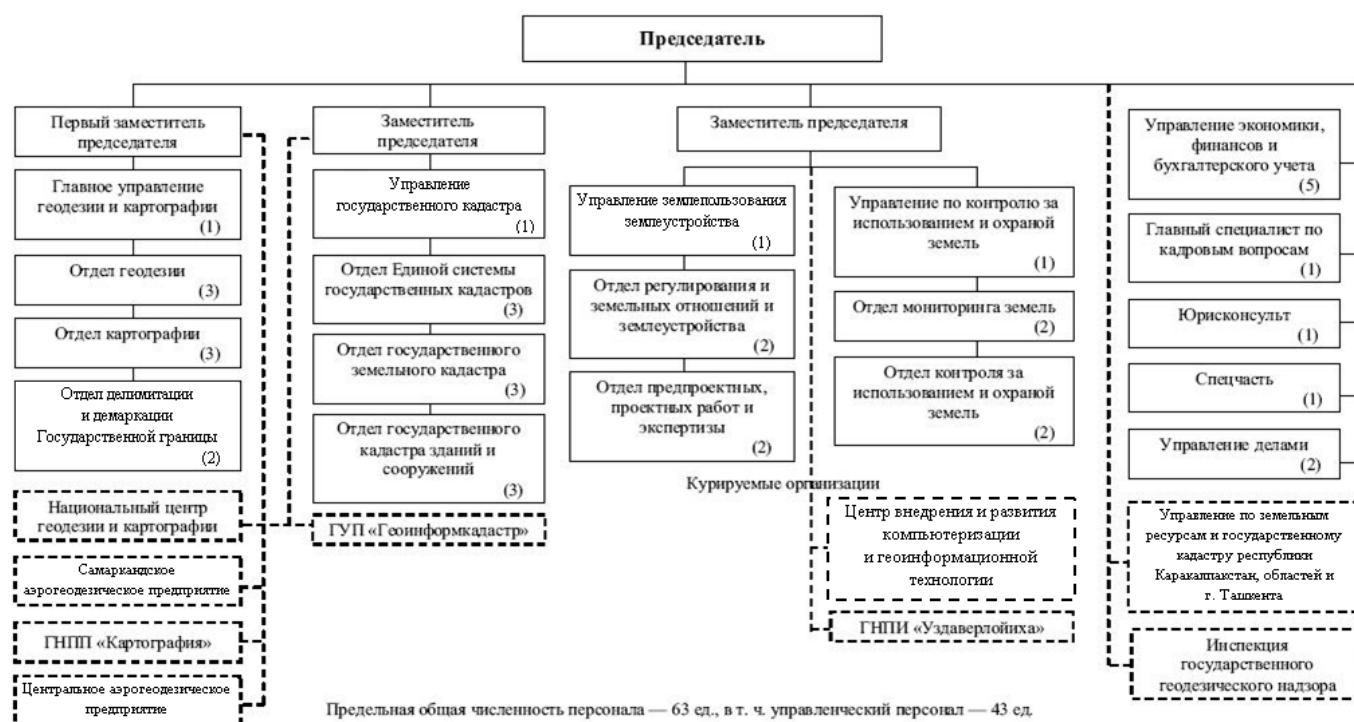 Председатель
Первый заместитель
председателя
Главное управление
геодезии и картографии
(1)
Отдел геодезии
(3)
Отдел картографии
(3)
Отдел делимитации
и демаркации
Государственной границы
(2)
Национальный центр
геодезии и картографии
Самаркандское
аэрогеодезическое предприятие
ГНПП «Картография»
Центральное аэрогеодезическое
предприятие
Заместитель
председателя
Управление
государственного кадастра
(1)
Отдел Единой системы
государственных кадастров
(3)
Отдел государственного
земельного кадастра
(3)
Отдел государственного
кадастра зданий и
сооружений
(3)
ГУП «Геоинформкадастр»
Заместитель председателя
Управление землепользования
землеустройства
(1)
Отдел регулирования и
земельных отношений и
землеустройства
(2)
Отдел предпроектных,
проектных работ и
экспертизы
(2)
Управление по контролю за
использованием и охраной
земель
(1)
Отдел мониторинга земель
(2)
Отдел контроля за
использованием и охраной
земель
(2)
Курируемые организации
Центр внедрения и развития
компьютеризации
и геоинформационной
технологии
ГНПИ «Уздаверлойиха»
Управление экономики,
финансов и
бухгалтерского учета
(5)
Главный специалист по
кадровым вопросам
(1)
Юрисконсульт
(1)
Спецчасть
(1)
Управление делами
(2)
Управление по земельным
ресурсам и государственному
кадастру республики
Каракалпакстан, областей и
г. Ташкента
Инспекция
государственного
геодезического надзора
Предельная общая численность персонала — 63 ед., в т. ч. управленческий персонал — 43 ед.